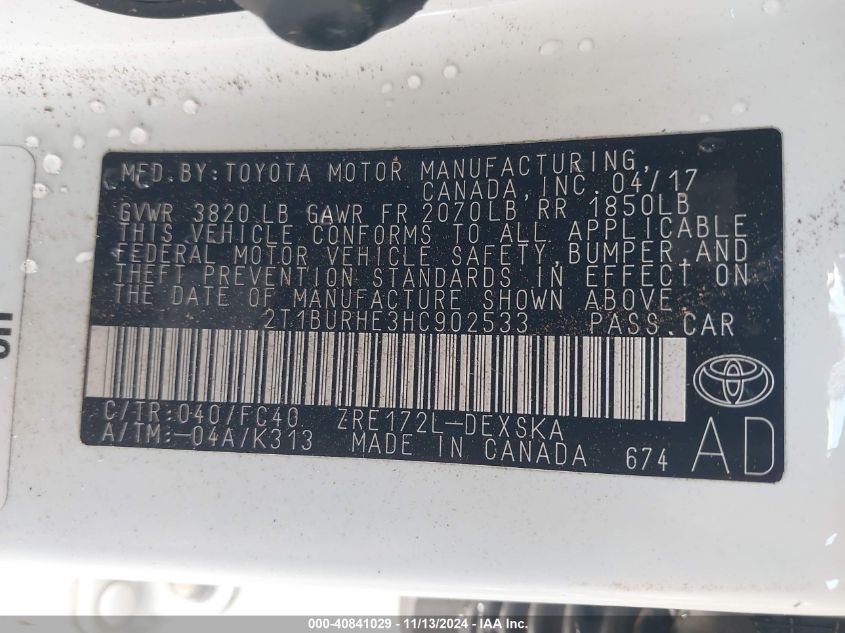 MFD.BY:TOYOTA MOTOR MANUFACTURING,
CANADA,INC. 04/17
GVWR 3820 LB GAWR FR 2070LB RR 1850LB
THIS VEHICLE CONFORMS TO ALL APPLICABLE
FEDERAL MOTOR VEHICLE SAFETY,BUMPER,AND
THEFT PREVENTION STANDARDS IN EFFECT ON
THE DATE OF MANUFACTURE SHOWN ABOVE.
2T1BURHE3HC902533 PASS.CAR
C/TR:040/FC40 ZRE172L-DEXSKA
A/TM:-04A/K313 MADE IN CANADA 674 AD
000-40841029 - 11/13/2024 - IAA Inc.